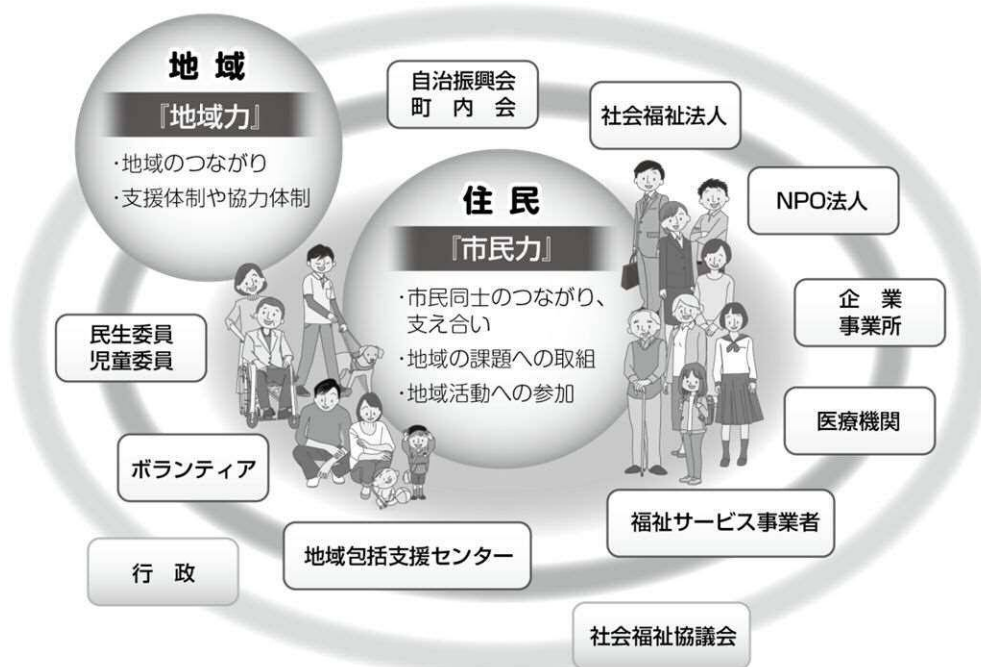 地域
『地域力』
・地域のつながり
・支援体制や協力体制
自治振興会
町内会
社会福祉法人
NPO法人
住民
『市民力』
・市民同士のつながり、
支え合い
・地域の課題への取組
・地域活動への参加
企業
事業所
民生委員
児童委員
医療機関
ボランティア
福祉サービス事業者
地域包括支援センター
行政
社会福祉協議会